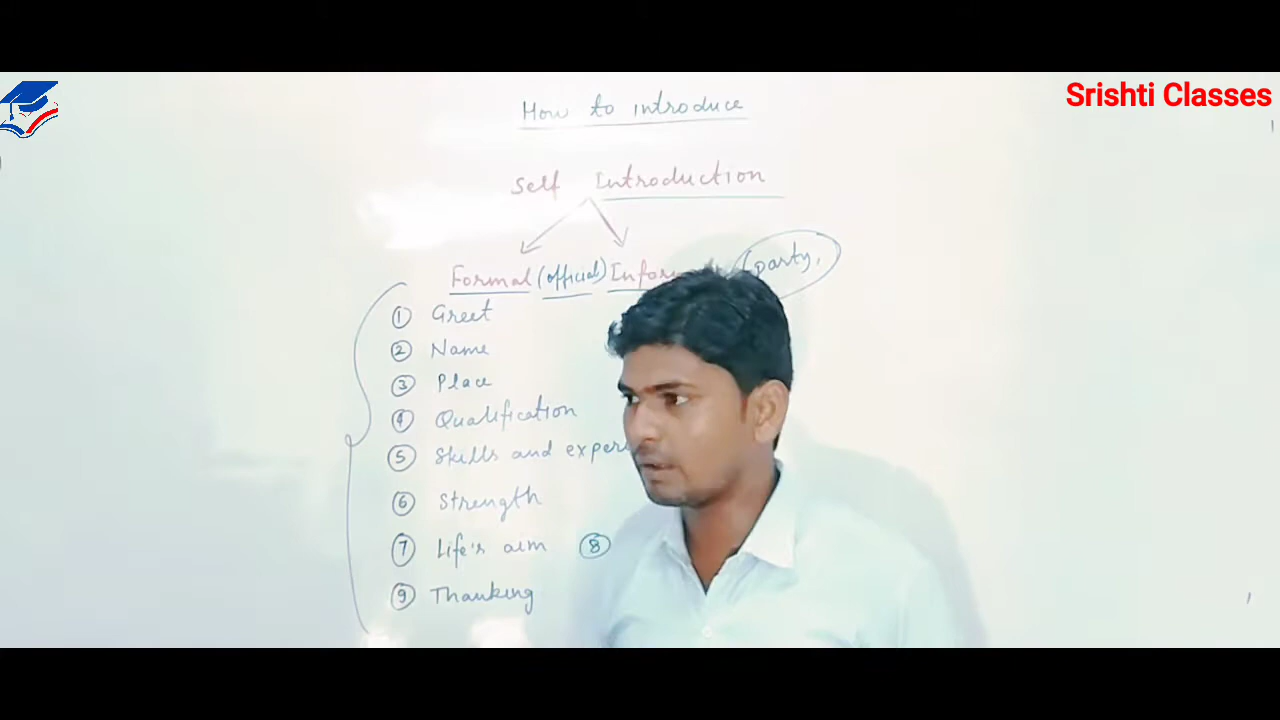 Srishti Classes
How to introduce
Self Introduction
Formal (official) Infor (party,
① Greet
② Name
③ Place
④ Qualification
⑤ Skills and exper
⑥ Strength
⑦ Life's aim ⑧
⑨ Thanking